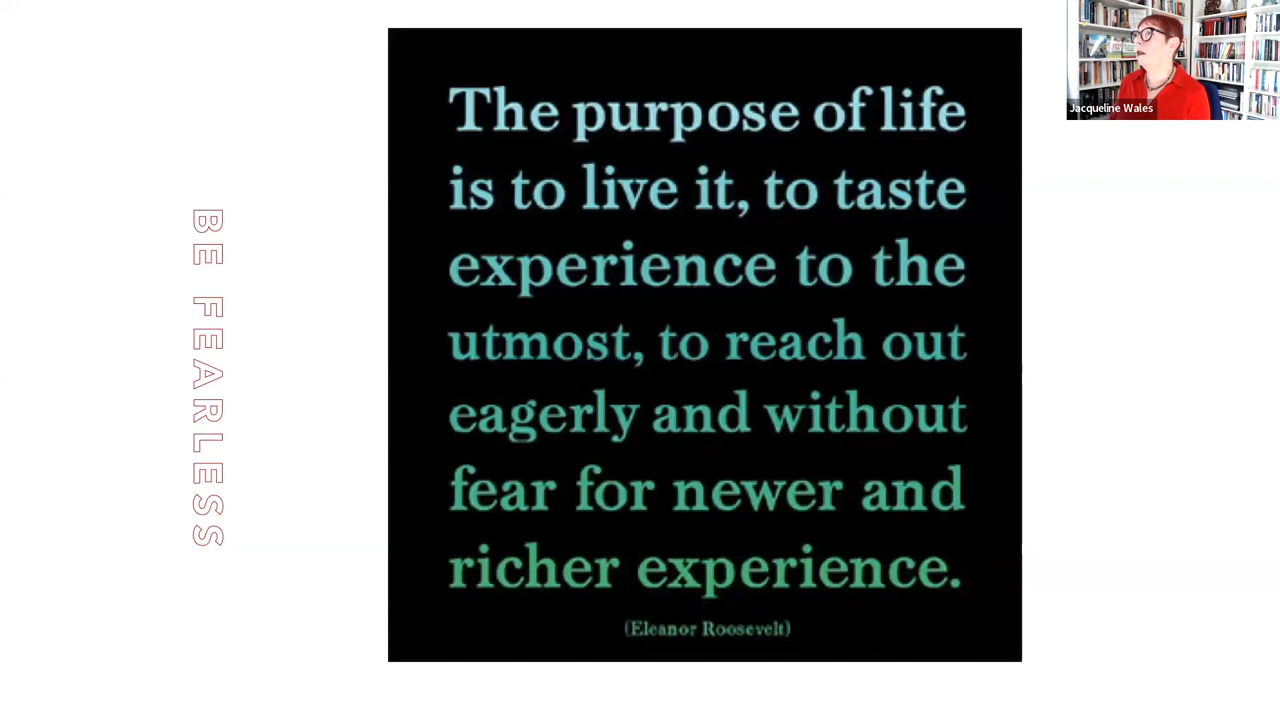 BE FEARLESS
The purpose of life
is to live it, to taste
experience to the
utmost, to reach out
eagerly and without
fear for newer and
richer experience.
(Eleanor Roosevelt)
Jacqueline Wales